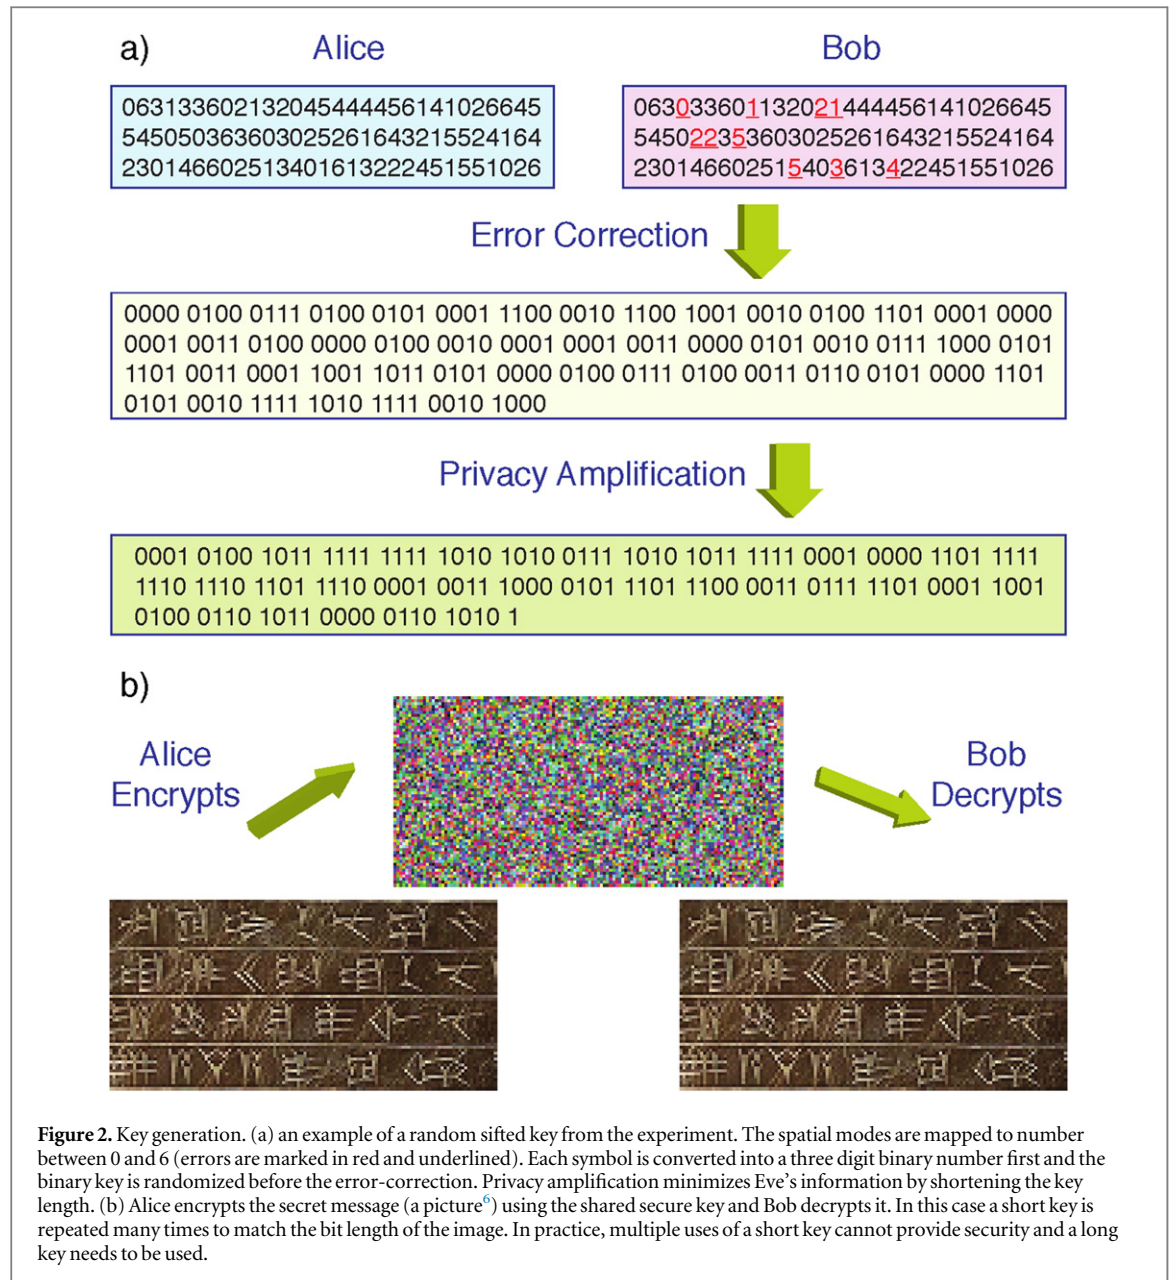 a)
Alice
Bob
063133602132045444456141026645
545050363603025261643215524164
230146602513401613222451551026
063033601132021444456141026645
545022353603025261643215524164
230146602515403613422451551026
Error Correction
0000 0100 0111 0100 0101 0001 1100 0010 1100 1001 0010 0100 1101 0001 0000
0001 0011 0100 0000 0100 0010 0001 0001 0011 0000 0101 0010 0111 1000 0101
1101 0011 0001 1001 1011 0101 0000 0100 0111 0100 0011 0110 0101 0000 1101
0101 0010 1111 1010 1111 0010 1000
Privacy Amplification
0001 0100 1011 1111 1111 1010 1010 0111 1010 1011 1111 0001 0000 1101 1111
1110 1110 1101 1110 0001 0011 1000 0101 1101 1100 0011 0111 1101 0001 1001
0100 0110 1011 0000 0110 1010 1
b)
Alice
Encrypts
Bob
Decrypts
Figure 2. Key generation. (a) an example of a random sifted key from the experiment. The spatial modes are mapped to number
between 0 and 6 (errors are marked in red and underlined). Each symbol is converted into a three digit binary number first and the
binary key is randomized before the error-correction. Privacy amplification minimizes Eve's information by shortening the key
length. (b) Alice encrypts the secret message (a picture⁶) using the shared secure key and Bob decrypts it. In this case a short key is
repeated many times to match the bit length of the image. In practice, multiple uses of a short key cannot provide security and a long
key needs to be used.